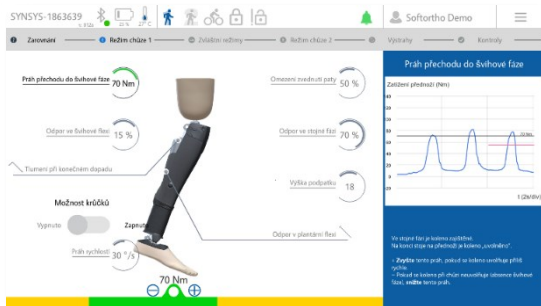 SYNSYS-1863639
Softortho Demo
Zarovnání
Režim chůze 1
Zvláštní režimy
Režim chůze 2
Výstrahy
Kontroly
Práh přechodu do švihové fáze
70 Nm
Omezení zvednutí paty
50 %
Odpor ve švihové flexi
15 %
Odpor ve stojné fázi
70 %
Tlumení při konečném dopadu
Výška podpatku
18
Možnost krůčků
Vypnuto
Zapnuto
Odpor v plantární flexi
Práh rychlosti
30 °/s
70 Nm
Práh přechodu do švihové fáze
Zatížení přednoží (Nm)
70 Nm
t (2s/div)
Ve stojné fázi je koleno zajištěné.
Na konci stoje na přednoží je koleno „uvolněno".
- Zvyšte tento práh, pokud se koleno uvolňuje příliš
rychle.
- Pokud se koleno při chůzi neuvolňuje (absence švihové
fáze), snižte tento práh.